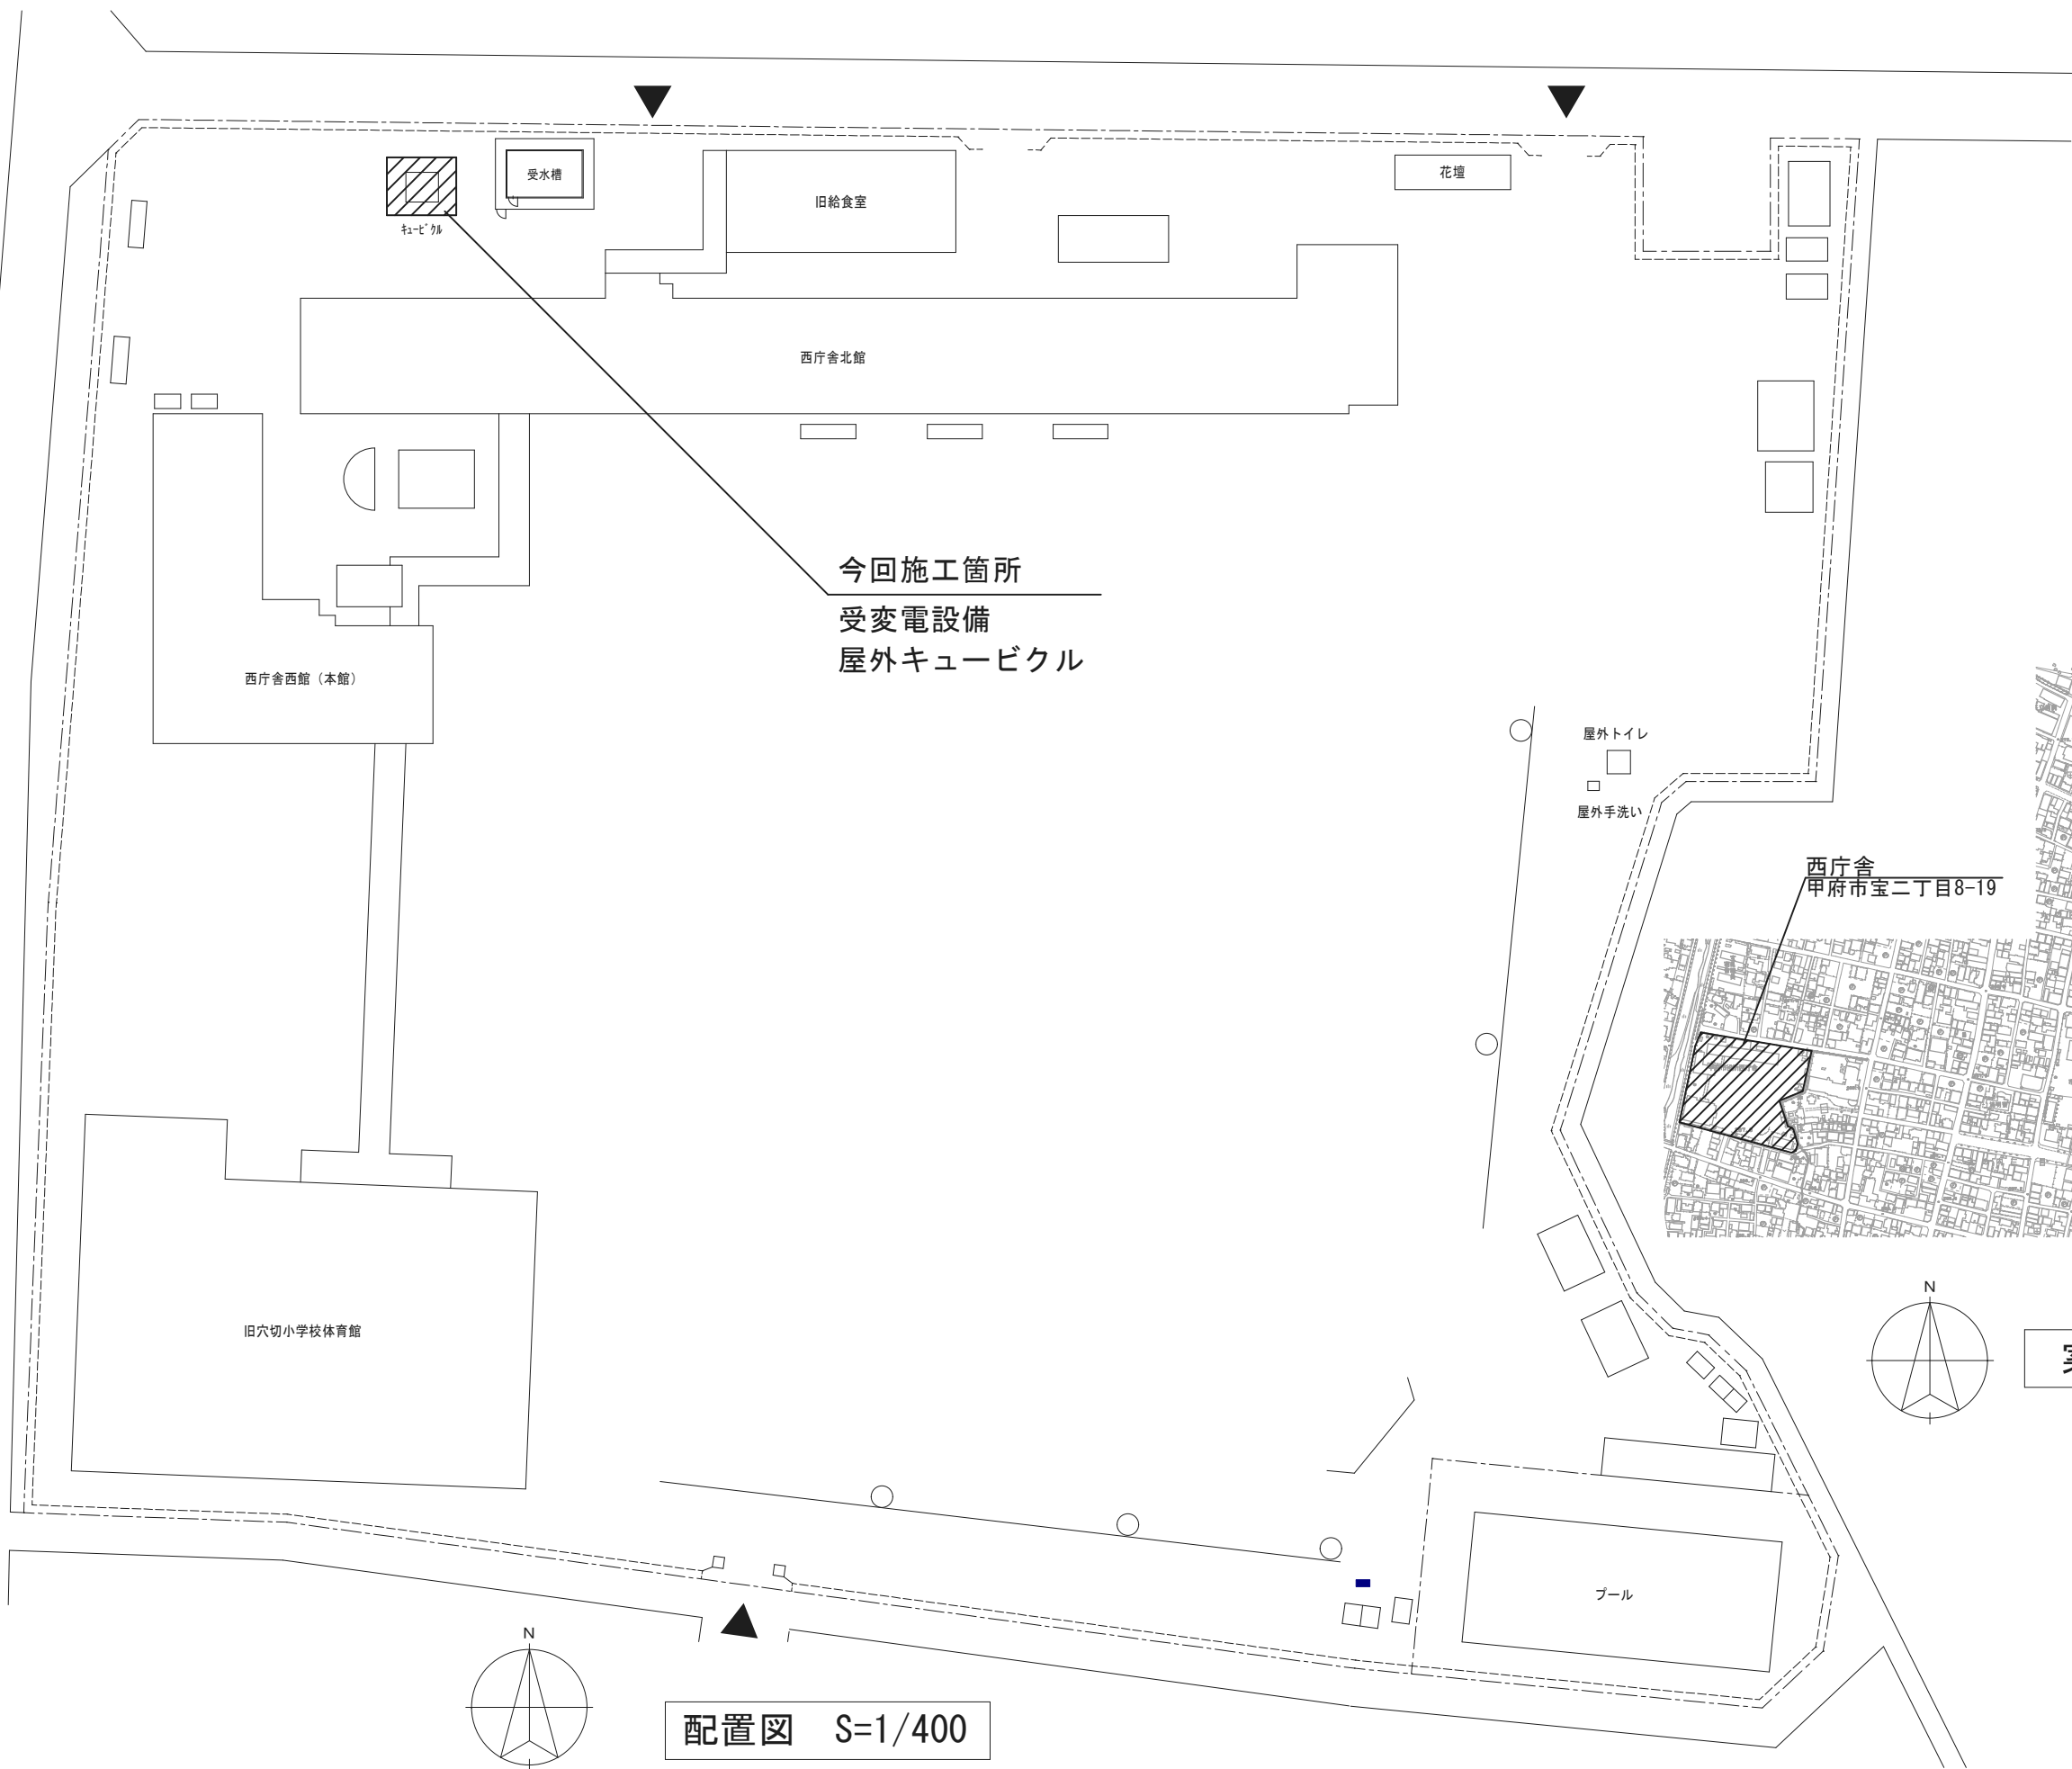 受水槽
旧給食室
花壇
ｷｭｰﾋﾞｸﾙ
西庁舎北館
今回施工箇所
受変電設備
屋外キュービクル
西庁舎西館（本館）
屋外トイレ
屋外手洗い
西庁舎
甲府市宝二丁目8-19
N
旧穴切小学校体育館
プール
N
配置図　S=1/400